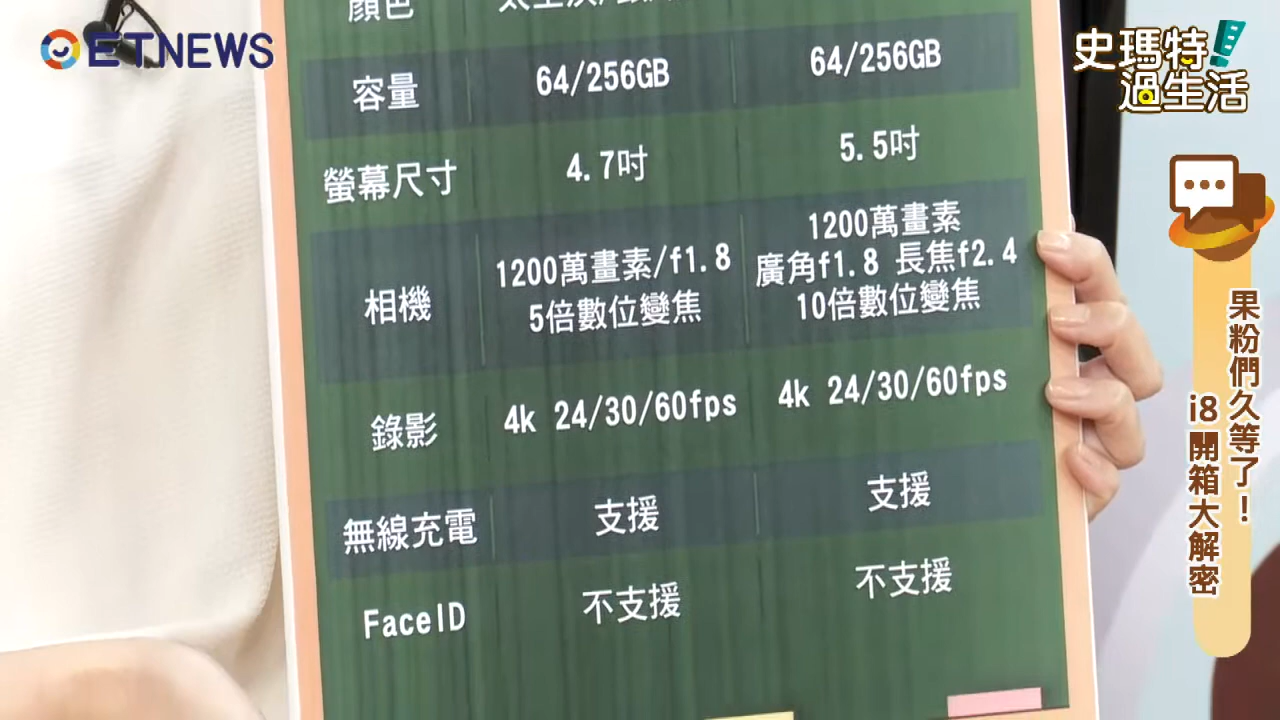 ETNEWS
史瑪特
過生活
顏色
容量 64/256GB 64/256GB
螢幕尺寸 4.7吋 5.5吋
相機 1200萬畫素/f1.8 5倍數位變焦 1200萬畫素 廣角f1.8 長焦f2.4 10倍數位變焦
錄影 4k 24/30/60fps 4k 24/30/60fps
無線充電 支援 支援
FaceID 不支援 不支援
果粉們久等了！
i8開箱大解密